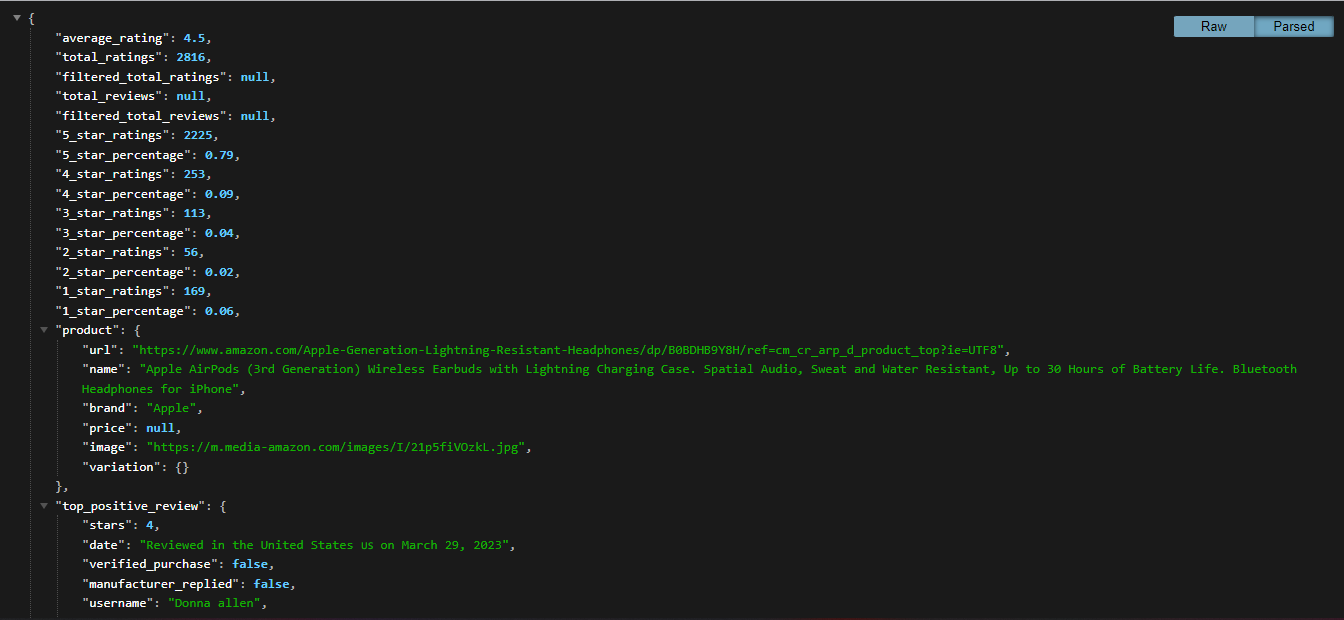 {
Raw Parsed
"average_rating": 4.5,
"total_ratings": 2816,
"filtered_total_ratings": null,
"total_reviews": null,
"filtered_total_reviews": null,
"5_star_ratings": 2225,
"5_star_percentage": 0.79,
"4_star_ratings": 253,
"4_star_percentage": 0.09,
"3_star_ratings": 113,
"3_star_percentage": 0.04,
"2_star_ratings": 56,
"2_star_percentage": 0.02,
"1_star_ratings": 169,
"1_star_percentage": 0.06,
"product": {
"url": "https://www.amazon.com/Apple-Generation-Lightning-Resistant-Headphones/dp/B0BDHB9Y8H/ref=cm_cr_arp_d_product_top?ie=UTF8",
"name": "Apple AirPods (3rd Generation) Wireless Earbuds with Lightning Charging Case. Spatial Audio, Sweat and Water Resistant, Up to 30 Hours of Battery Life. Bluetooth
Headphones for iPhone",
"brand": "Apple",
"price": null,
"image": "https://m.media-amazon.com/images/I/21p5fiVOzkL.jpg",
"variation": {}
},
"top_positive_review": {
"stars": 4,
"date": "Reviewed in the United States us on March 29, 2023",
"verified_purchase": false,
"manufacturer_replied": false,
"username": "Donna allen",